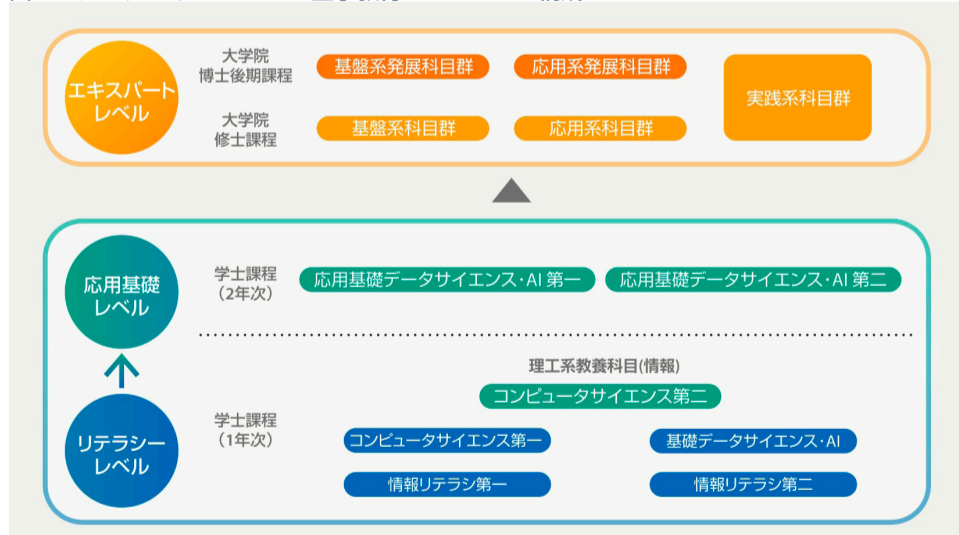 エキスパート
レベル
大学院
博士後期課程
基盤系発展科目群
応用系発展科目群
実践系科目群
大学院
修士課程
基盤系科目群
応用系科目群
応用基礎
レベル
学士課程
（2年次）
応用基礎データサイエンス・AI 第一
応用基礎データサイエンス・AI 第二
理工系教養科目(情報)
コンピュータサイエンス第二
リテラシー
レベル
学士課程
（1年次）
コンピュータサイエンス第一
基礎データサイエンス・AI
情報リテラシ第一
情報リテラシ第二